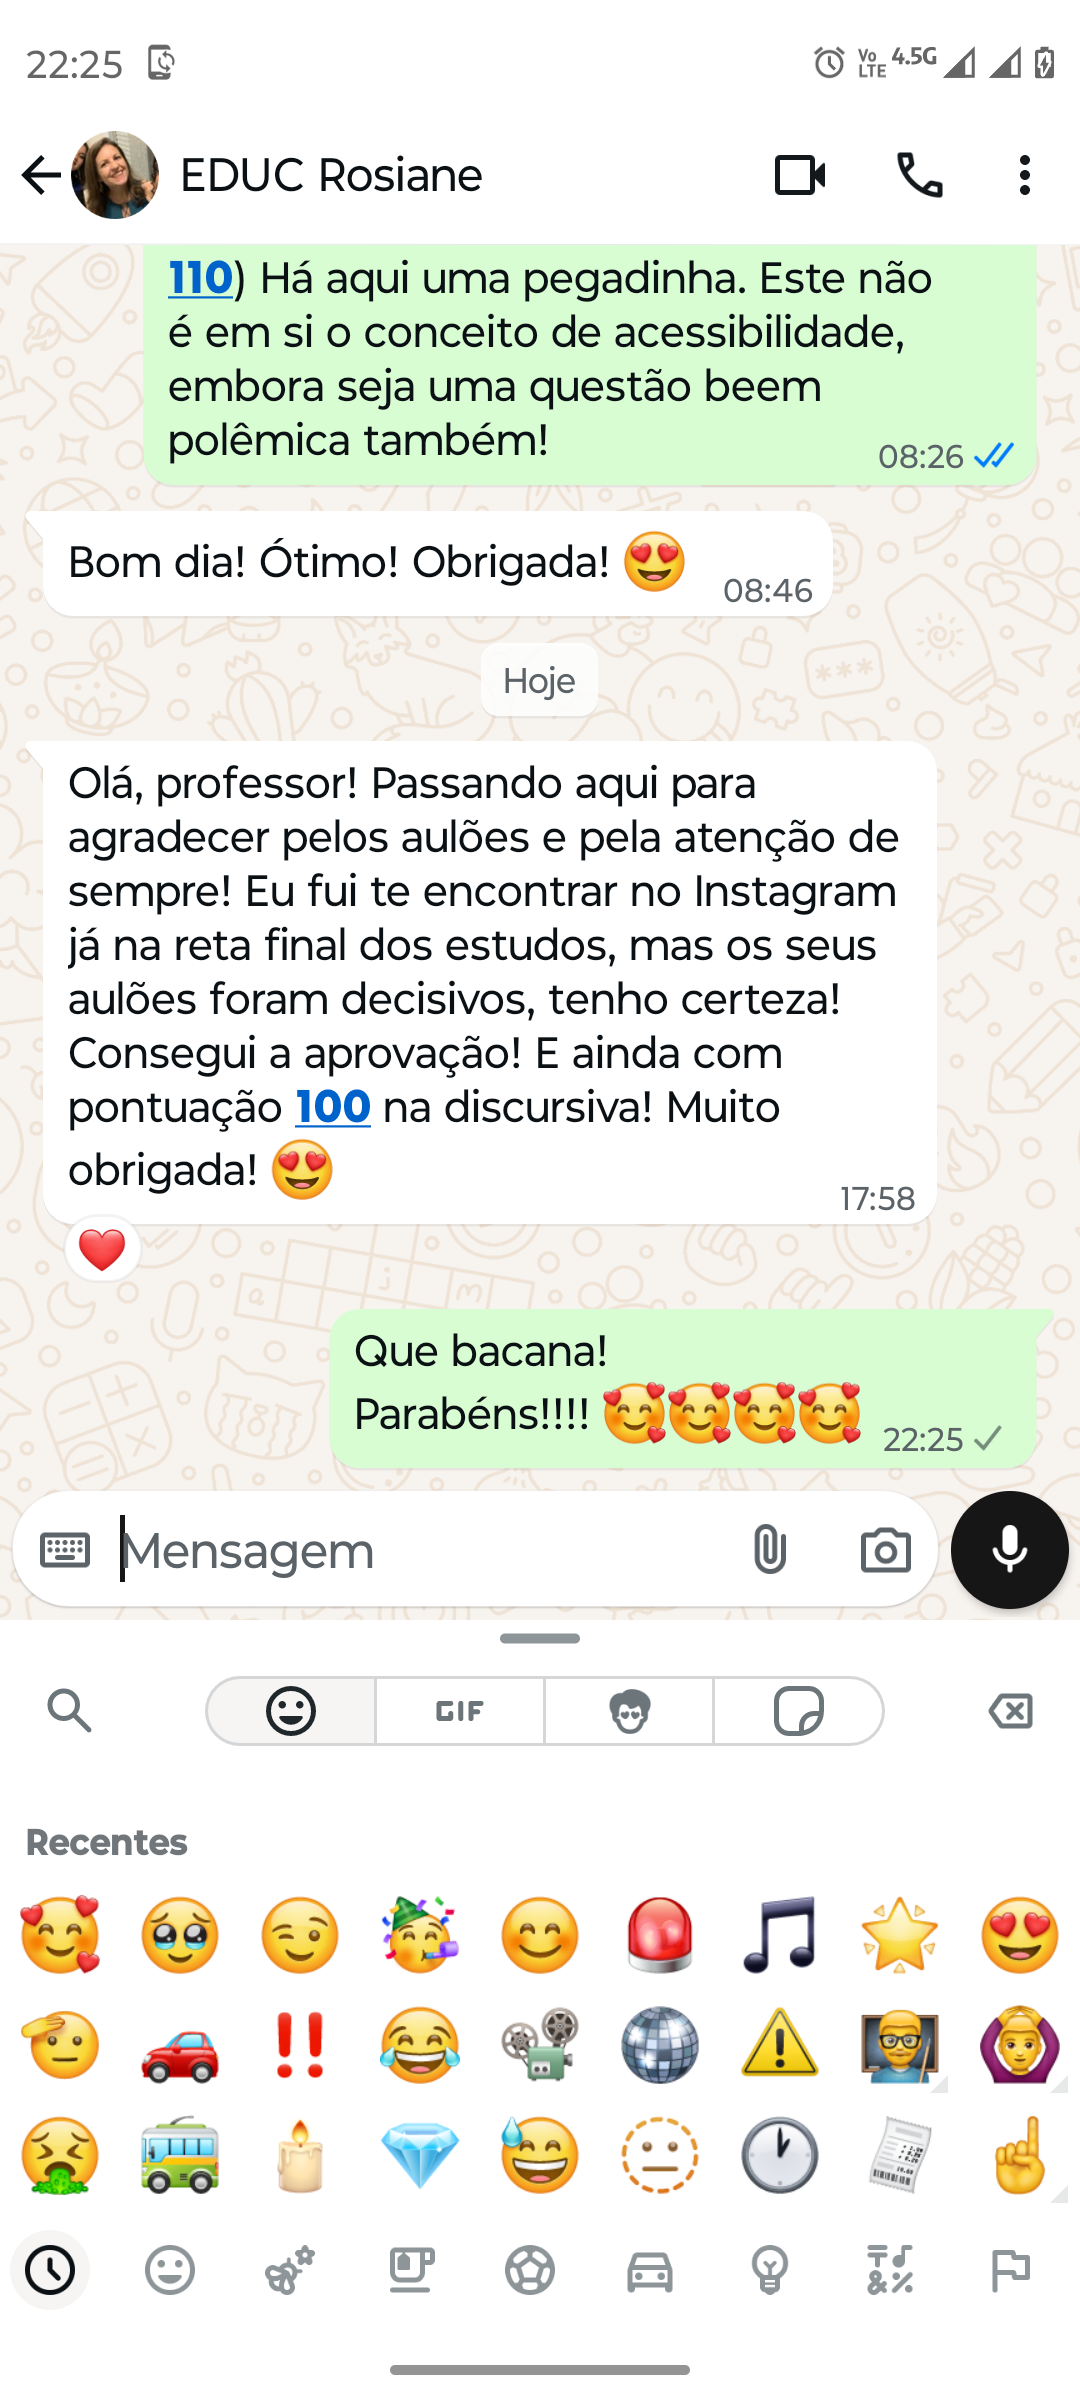 22:25
Vo LTE 4.5G
EDUC Rosiane
110) Há aqui uma pegadinha. Este não
é em si o conceito de acessibilidade,
embora seja uma questão beem
polêmica também!
08:26
Bom dia! Ótimo! Obrigada! 😍
08:46
Hoje
Olá, professor! Passando aqui para
agradecer pelos aulões e pela atenção de
sempre! Eu fui te encontrar no Instagram
já na reta final dos estudos, mas os seus
aulões foram decisivos, tenho certeza!
Consegui a aprovação! E ainda com
pontuação 100 na discursiva! Muito
obrigada! 😍
17:58
Que bacana!
Parabéns!!!! 🥰🥰🥰🥰
22:25
Mensagem
GIF
Recentes